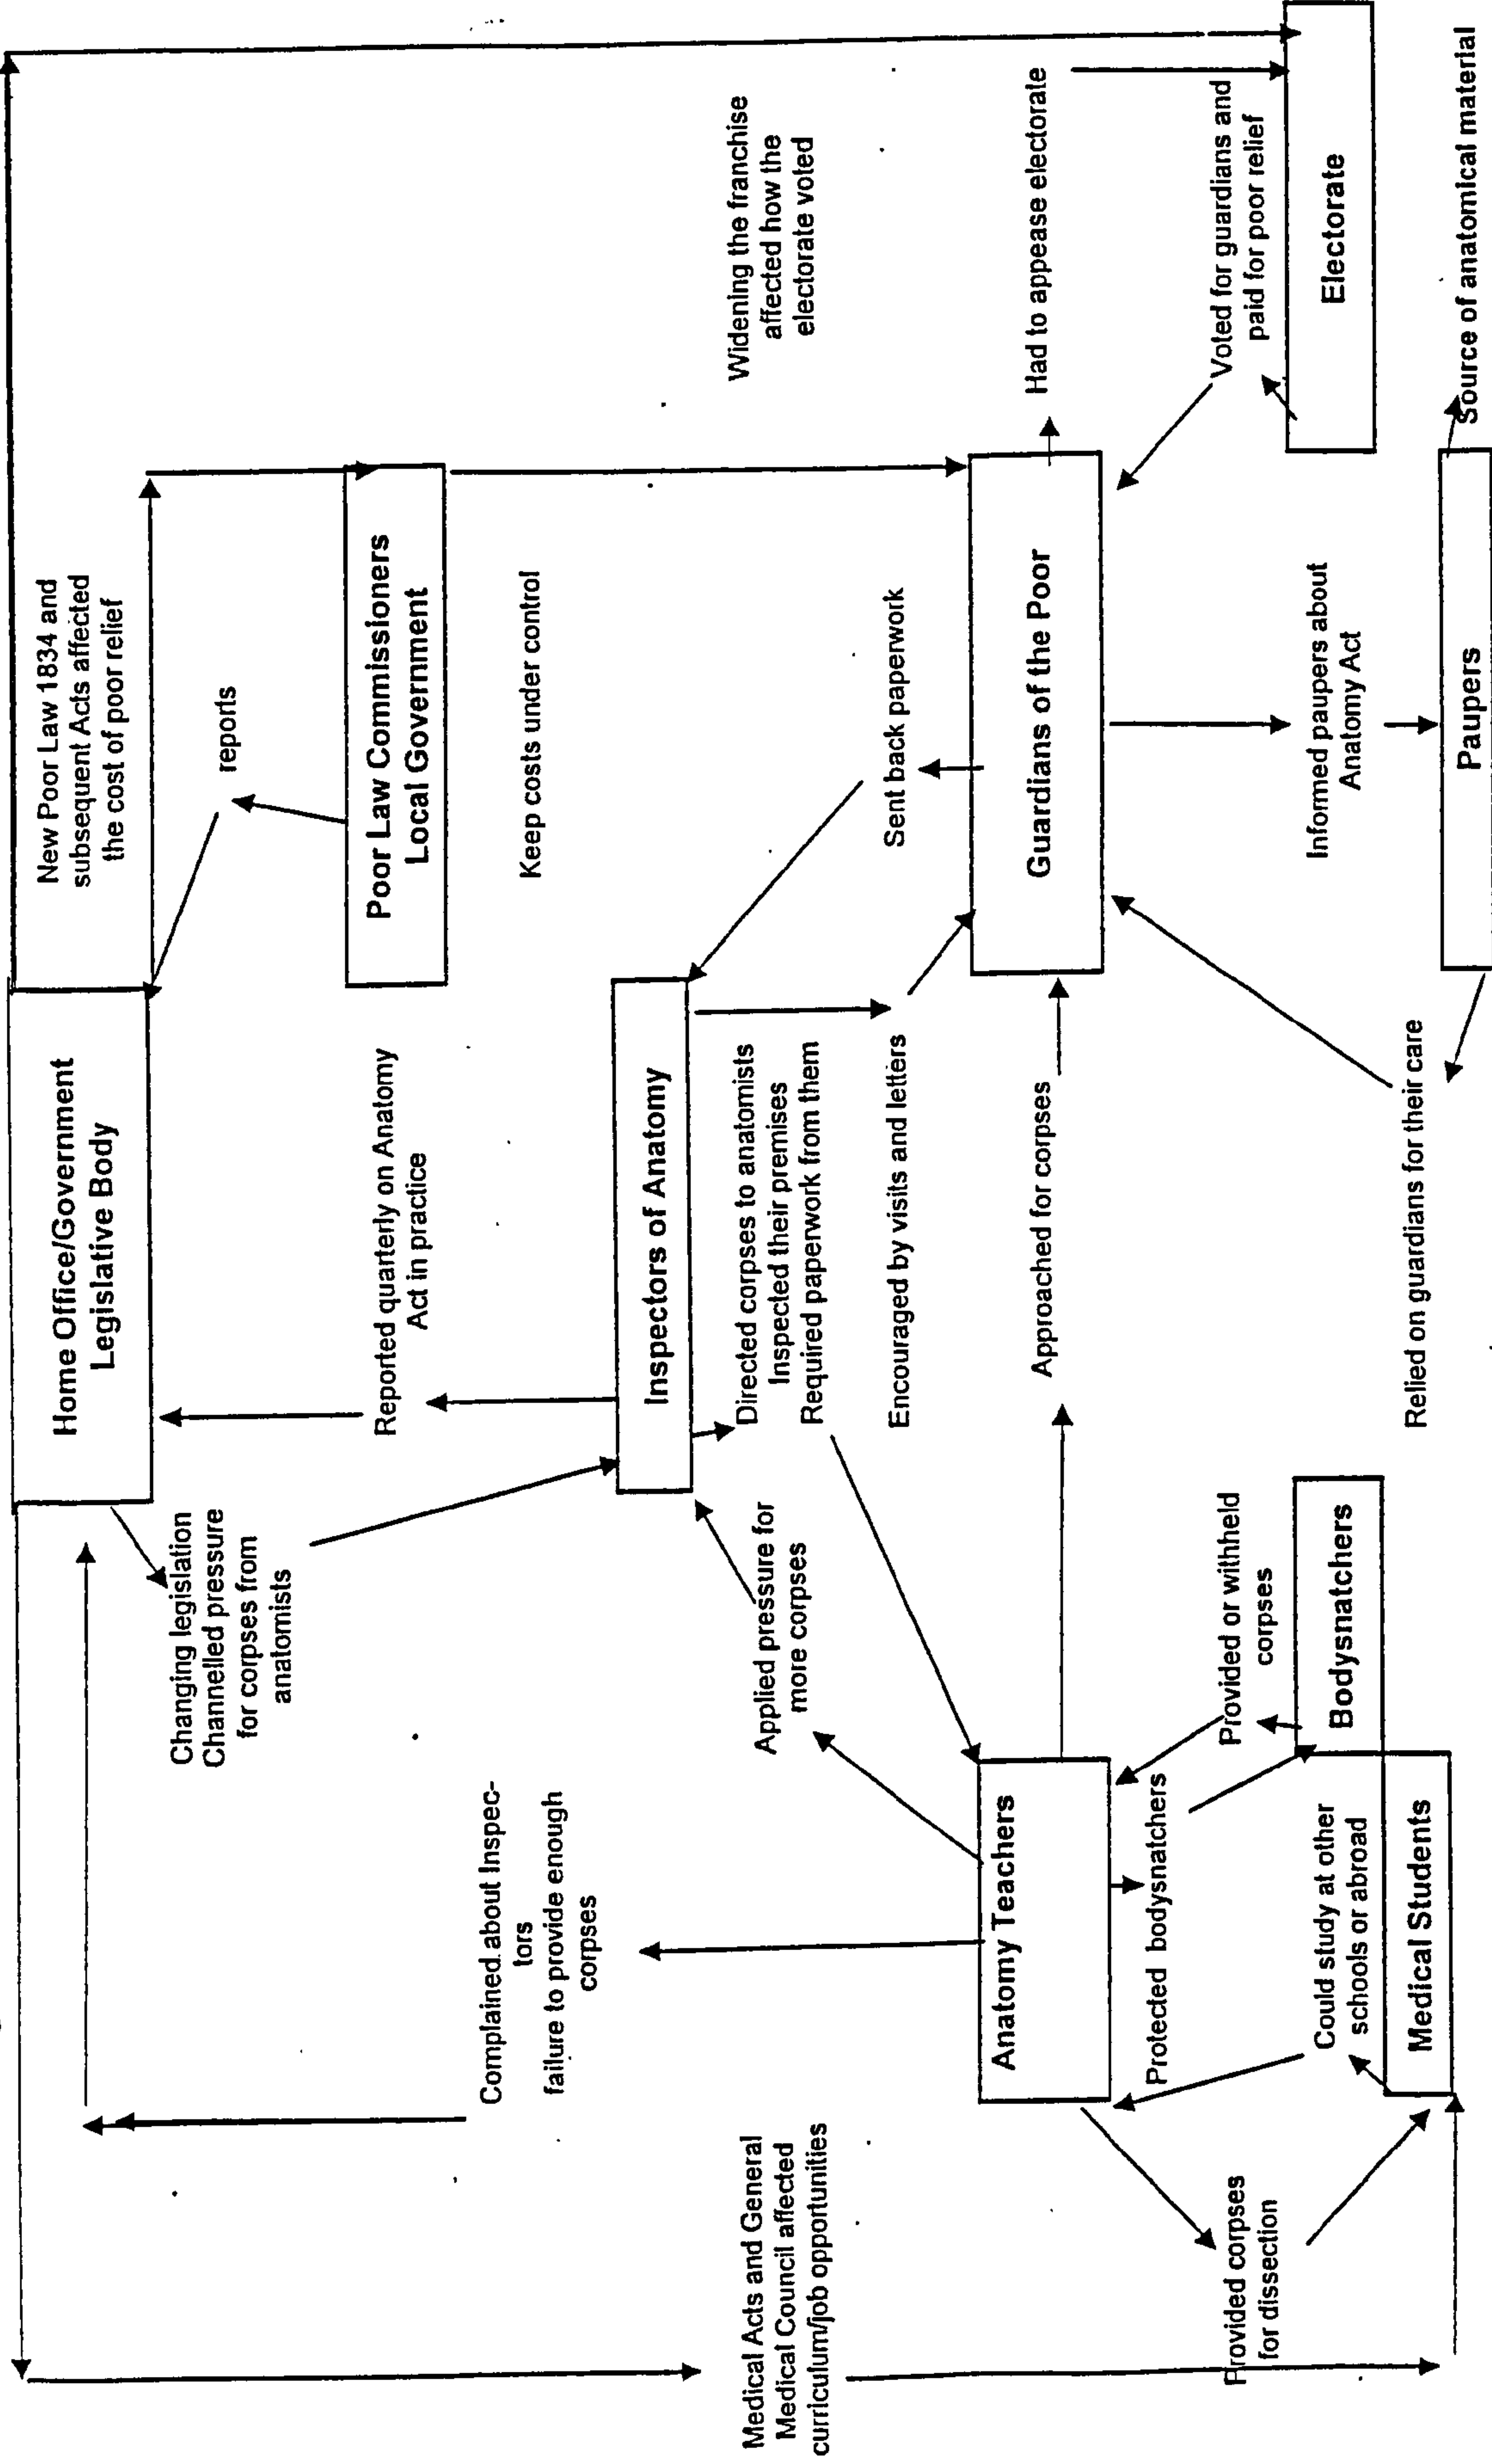 Home Office/Government
Legislative Body
New Poor Law 1834 and
subsequent Acts affected
the cost of poor relief
reports
Changing legislation
Channelled pressure
for corpses from
anatomists
Reported quarterly on Anatomy
Act in practice
Poor Law Commissioners
Local Government
Complained about Inspec-
tors
failure to provide enough
corpses
Keep costs under control
Inspectors of Anatomy
Medical Acts and General
Medical Council affected
curriculum/job opportunities
Applied pressure for
more corpses
Directed corpses to anatomists
Inspected their premises
Required paperwork from them
Widening the franchise
affected how the
electorate voted
Encouraged by visits and letters
Sent back paperwork
Anatomy Teachers
Approached for corpses
Guardians of the Poor
Had to appease electorate
Protected bodysnatchers
Provided or withheld
corpses
Voted for guardians and
paid for poor relief
Provided corpses
for dissection
Could study at other
schools or abroad
Bodysnatchers
Informed paupers about
Anatomy Act
Electorate
Medical Students
Relied on guardians for their care
Paupers
Source of anatomical material